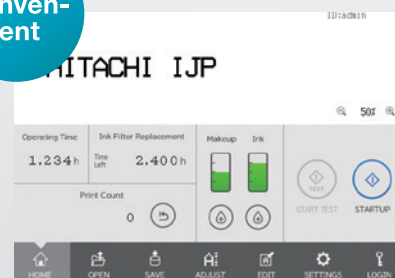 nven-
ent
ID:admin
HITACHI IJP
50%
Operating Time
1.234h
Ink Filter Replacement
Time Left
2.400h
Makeup
Ink
Print Count
0
TEST
START TEST
STARTUP
HOME
OPEN
SAVE
ADJUST
EDIT
SETTINGS
LOGIN